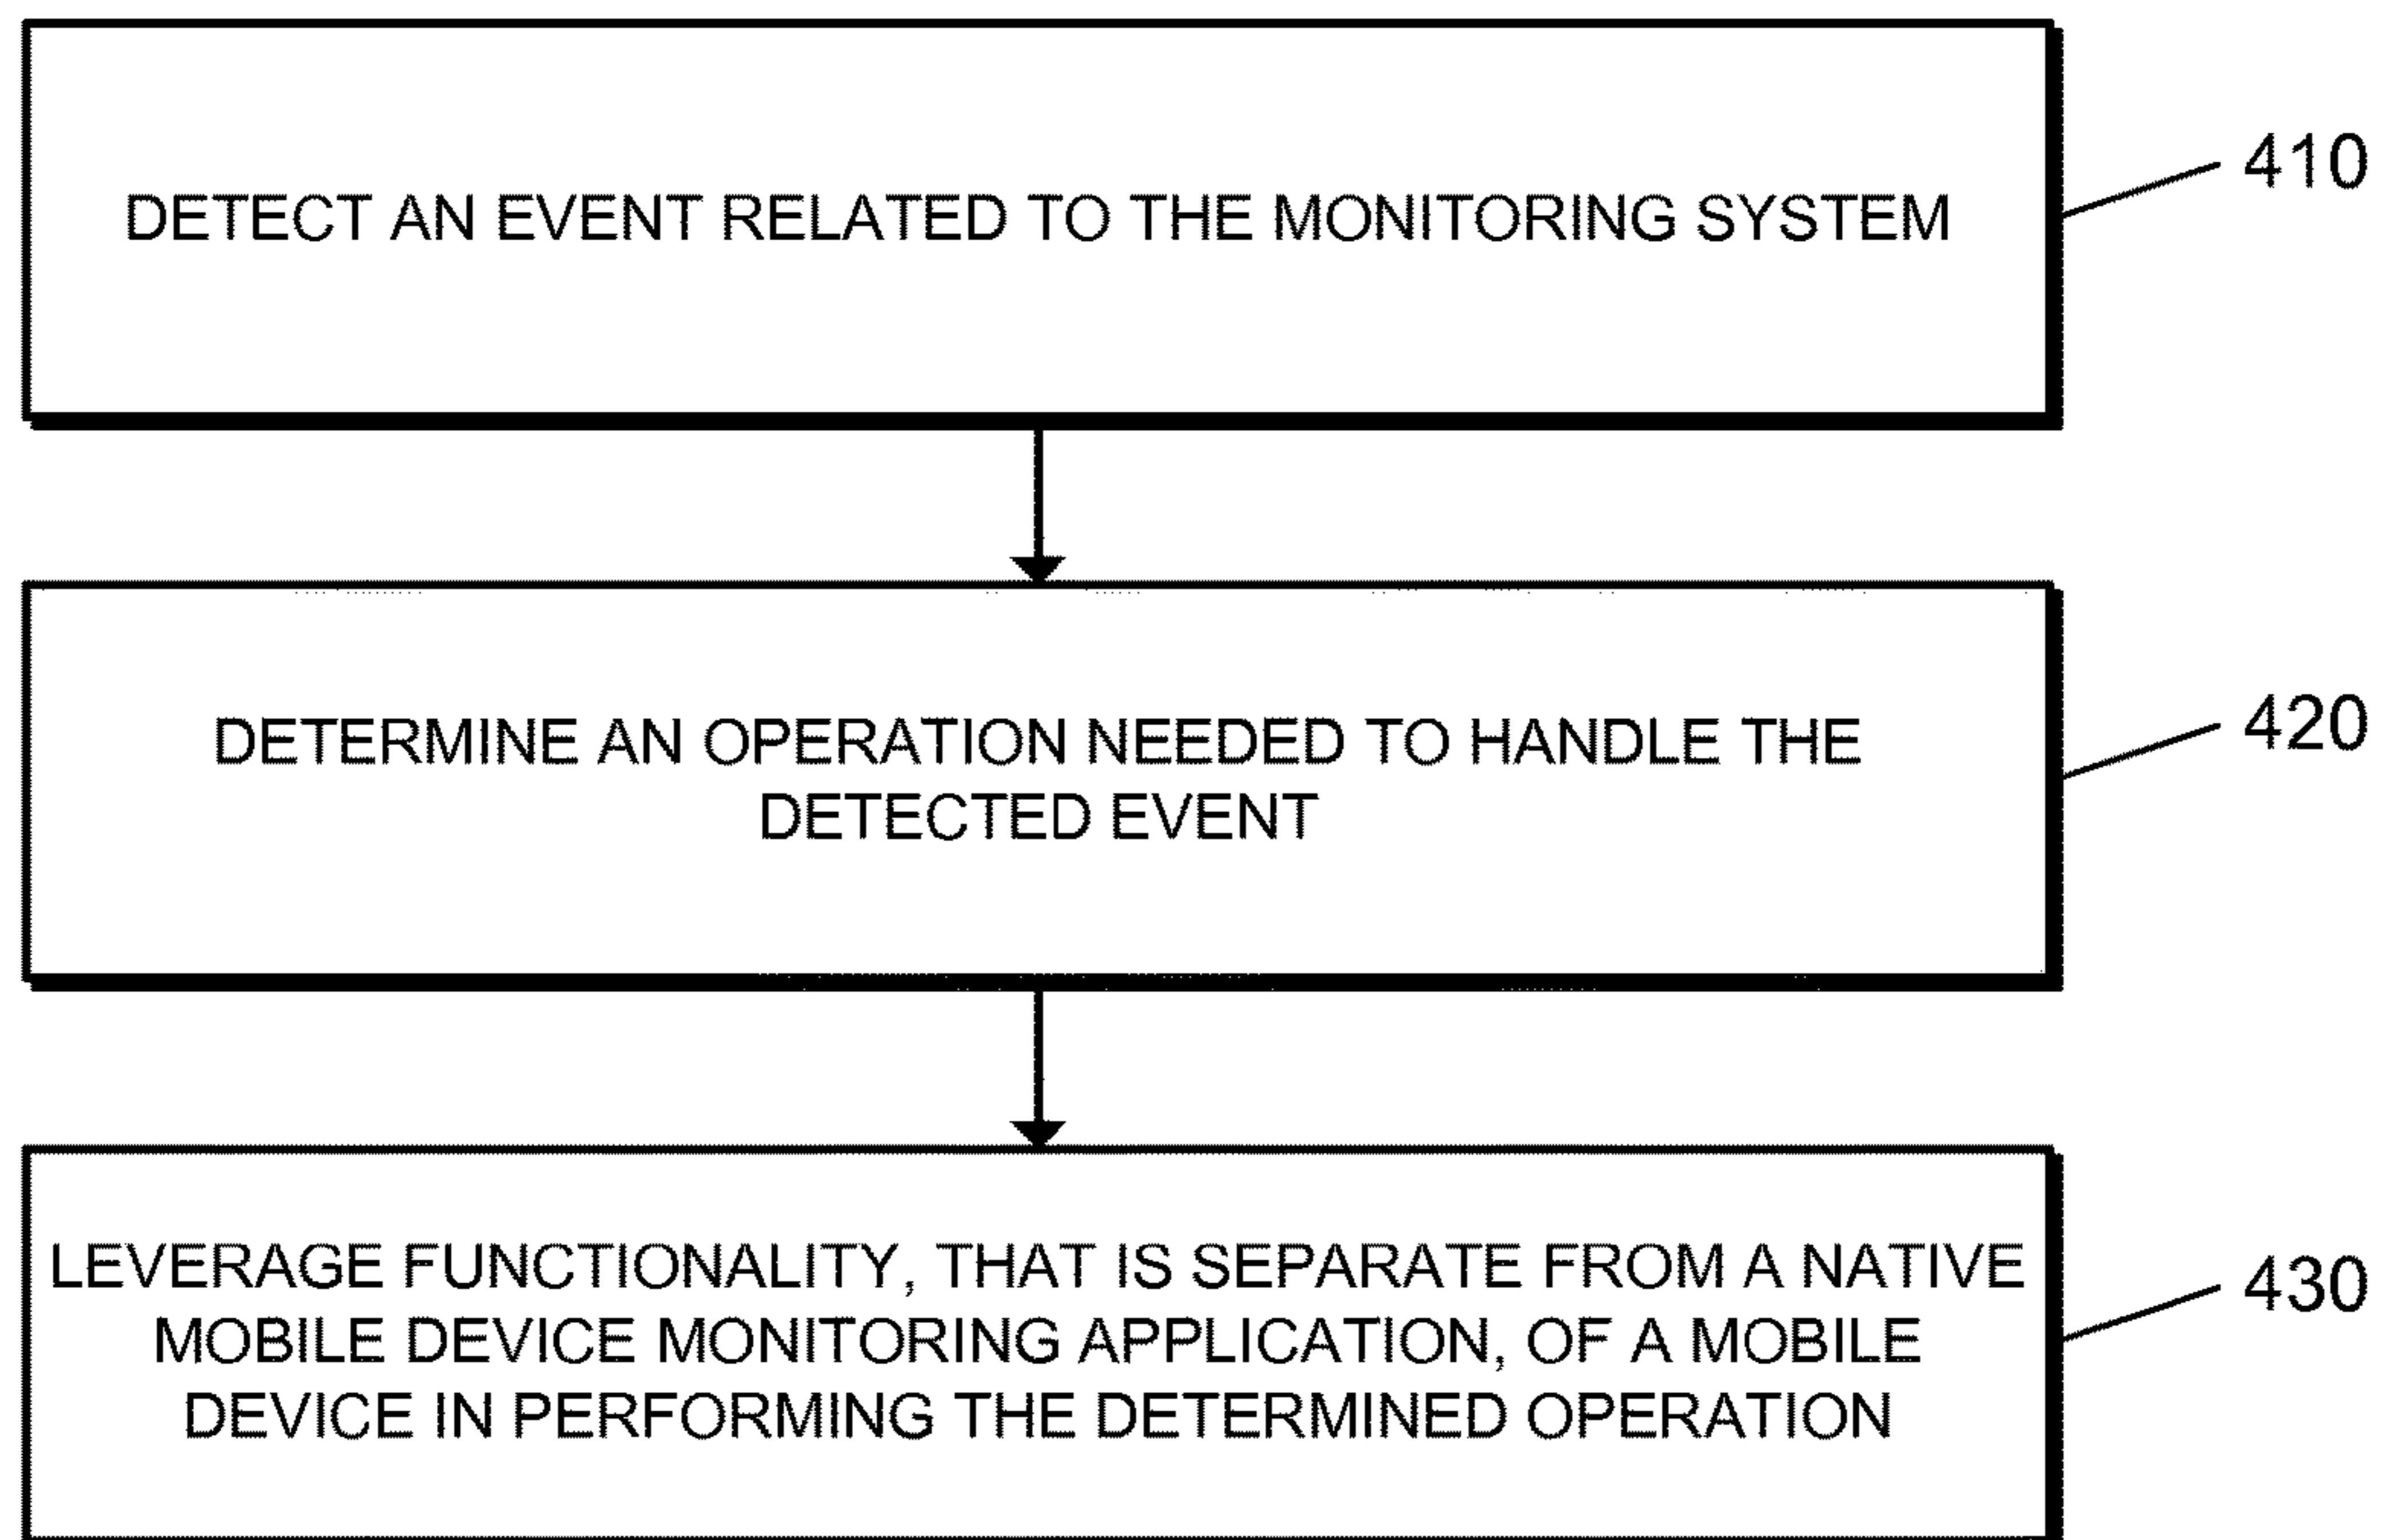 DETECT AN EVENT RELATED TO THE MONITORING SYSTEM
410
DETERMINE AN OPERATION NEEDED TO HANDLE THE
DETECTED EVENT
420
LEVERAGE FUNCTIONALITY, THAT IS SEPARATE FROM A NATIVE
MOBILE DEVICE MONITORING APPLICATION, OF A MOBILE
DEVICE IN PERFORMING THE DETERMINED OPERATION
430